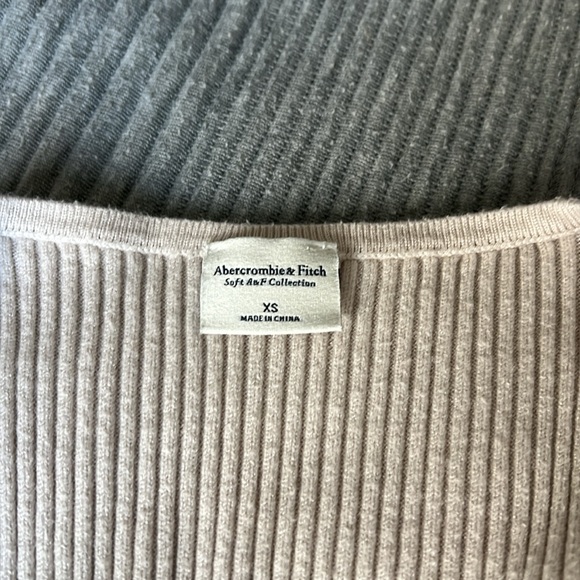 Abercrombie & Fitch
Soft A&F Collection
XS
MADE IN CHINA